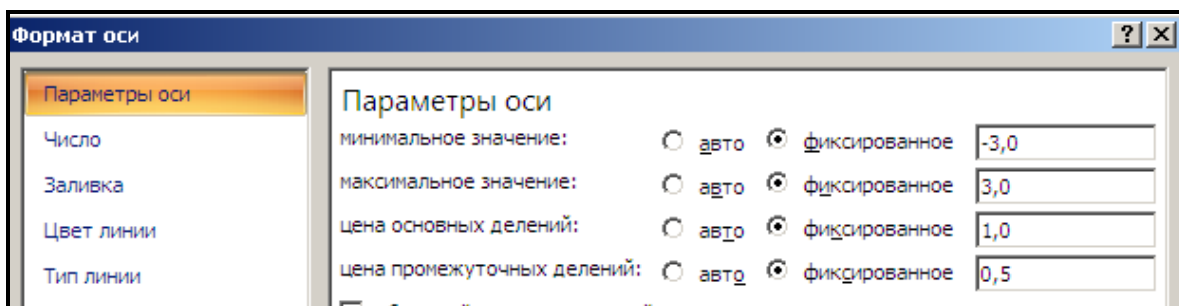 Формат оси
Параметры оси
Число
Заливка
Цвет линии
Тип линии
Параметры оси
минимальное значение: авто фиксированное -3,0
максимальное значение: авто фиксированное 3,0
цена основных делений: авто фиксированное 1,0
цена промежуточных делений: авто фиксированное 0,5